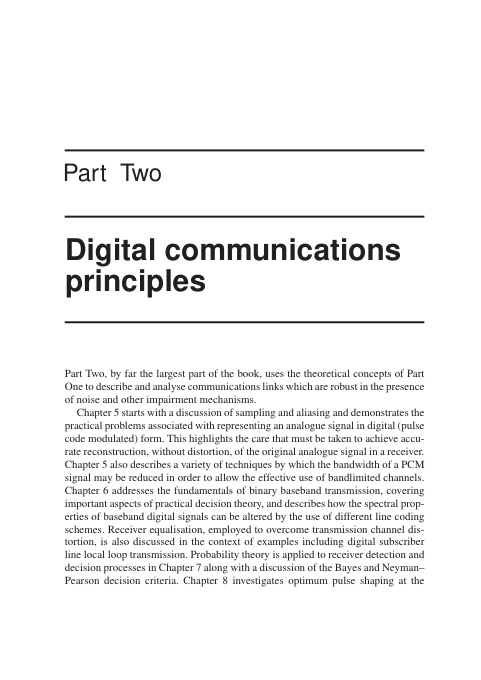 Part Two
Digital communications
principles
Part Two, by far the largest part of the book, uses the theoretical concepts of Part
One to describe and analyse communications links which are robust in the presence
of noise and other impairment mechanisms.
Chapter 5 starts with a discussion of sampling and aliasing and demonstrates the
practical problems associated with representing an analogue signal in digital (pulse
code modulated) form. This highlights the care that must be taken to achieve accu-
rate reconstruction, without distortion, of the original analogue signal in a receiver.
Chapter 5 also describes a variety of techniques by which the bandwidth of a PCM
signal may be reduced in order to allow the effective use of bandlimited channels.
Chapter 6 addresses the fundamentals of binary baseband transmission, covering
important aspects of practical decision theory, and describes how the spectral prop-
erties of baseband digital signals can be altered by the use of different line coding
schemes. Receiver equalisation, employed to overcome transmission channel dis-
tortion, is also discussed in the context of examples including digital subscriber
line local loop transmission. Probability theory is applied to receiver detection and
decision processes in Chapter 7 along with a discussion of the Bayes and Neyman–
Pearson decision criteria. Chapter 8 investigates optimum pulse shaping at the